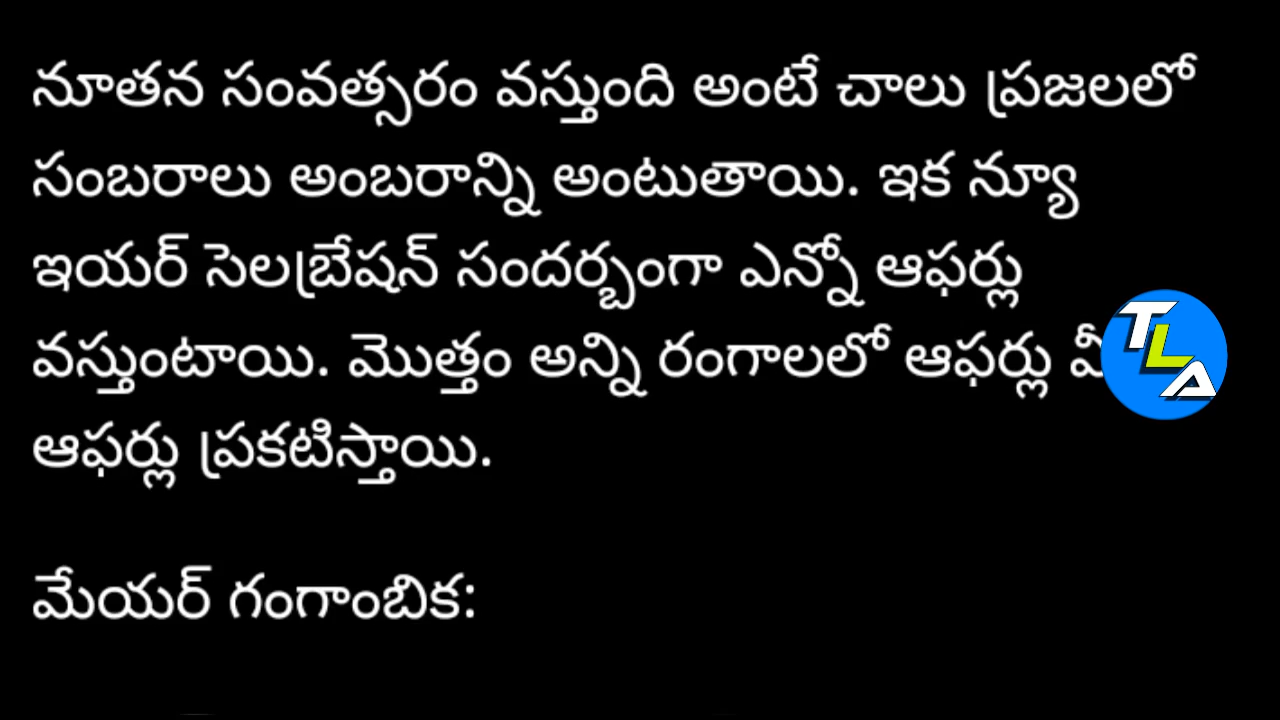 నూతన సంవత్సరం వస్తుంది అంటే చాలు ప్రజలలో
సంబరాలు అంబరాన్ని అంటుతాయి. ఇక న్యూ
ఇయర్ సెలబ్రేషన్ సందర్బంగా ఎన్నో ఆఫర్లు
వస్తుంటాయి. మొత్తం అన్ని రంగాలలో ఆఫర్లు
ఆఫర్లు ప్రకటిస్తాయి.
మేయర్ గంగాంబిక:
TLA